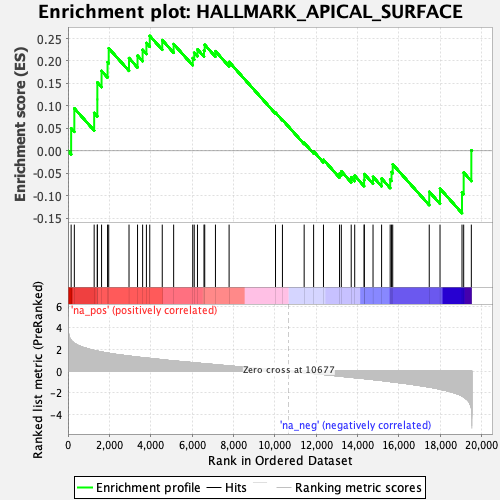 Enrichment plot: HALLMARK_APICAL_SURFACE
Enrichment score (ES)
0.25
0.20
0.15
0.10
0.05
0.00
-0.05
-0.10
-0.15
'na_pos' (positively correlated)
Ranked list metric (PreRanked)
6
4
2
0
-2
-4
Zero cross at 10677
'na_neg' (negatively correlated)
0 2,000 4,000 6,000 8,000 10,000 12,000 14,000 16,000 18,000 20,000
Rank in Ordered Dataset
Enrichment profile Hits Ranking metric scores